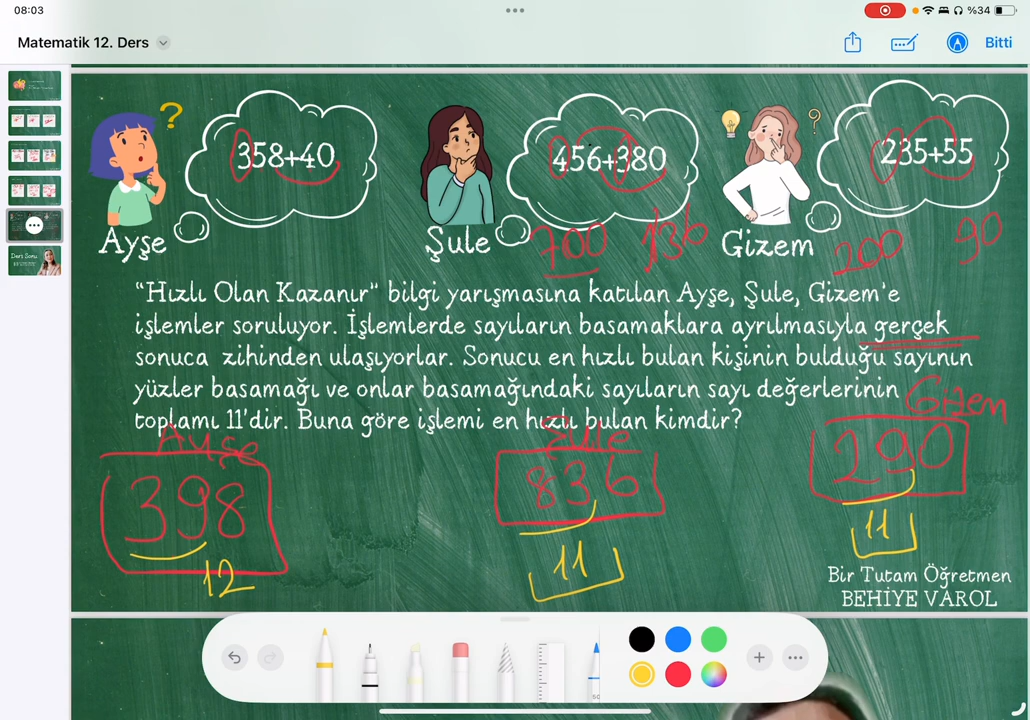 08:03
%34
Matematik 12. Ders
Bitti
?
358+40
456+380
?
235+55
Ayşe
Şule
Gizem
700 136
200 90
“Hızlı Olan Kazanır” bilgi yarışmasına katılan Ayşe, Şule, Gizem’e
işlemler soruluyor. İşlemlerde sayıların basamaklara ayrılmasıyla gerçek
sonuca zihinden ulaşıyorlar. Sonucu en hızlı bulan kişinin bulduğu sayının
yüzler basamağı ve onlar basamağındaki sayıların sayı değerlerinin
toplamı 11’dir. Buna göre işlemi en hızlı bulan kimdir?
Ayşe
Şule
Gizem
398
836
290
12
11
11
Bir Tutam Öğretmen
BEHİYE VAROL
Ders Sonu